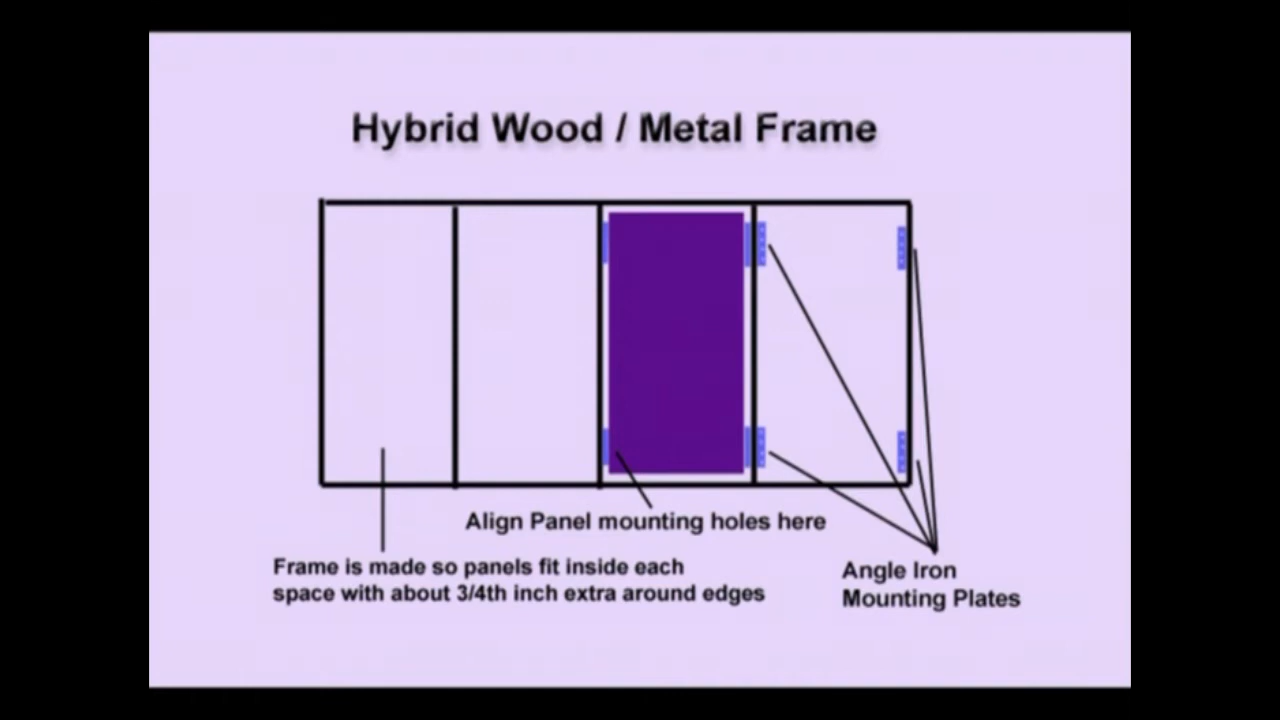 Hybrid Wood / Metal Frame
Align Panel mounting holes here
Frame is made so panels fit inside each
space with about 3/4th inch extra around edges
Angle Iron
Mounting Plates